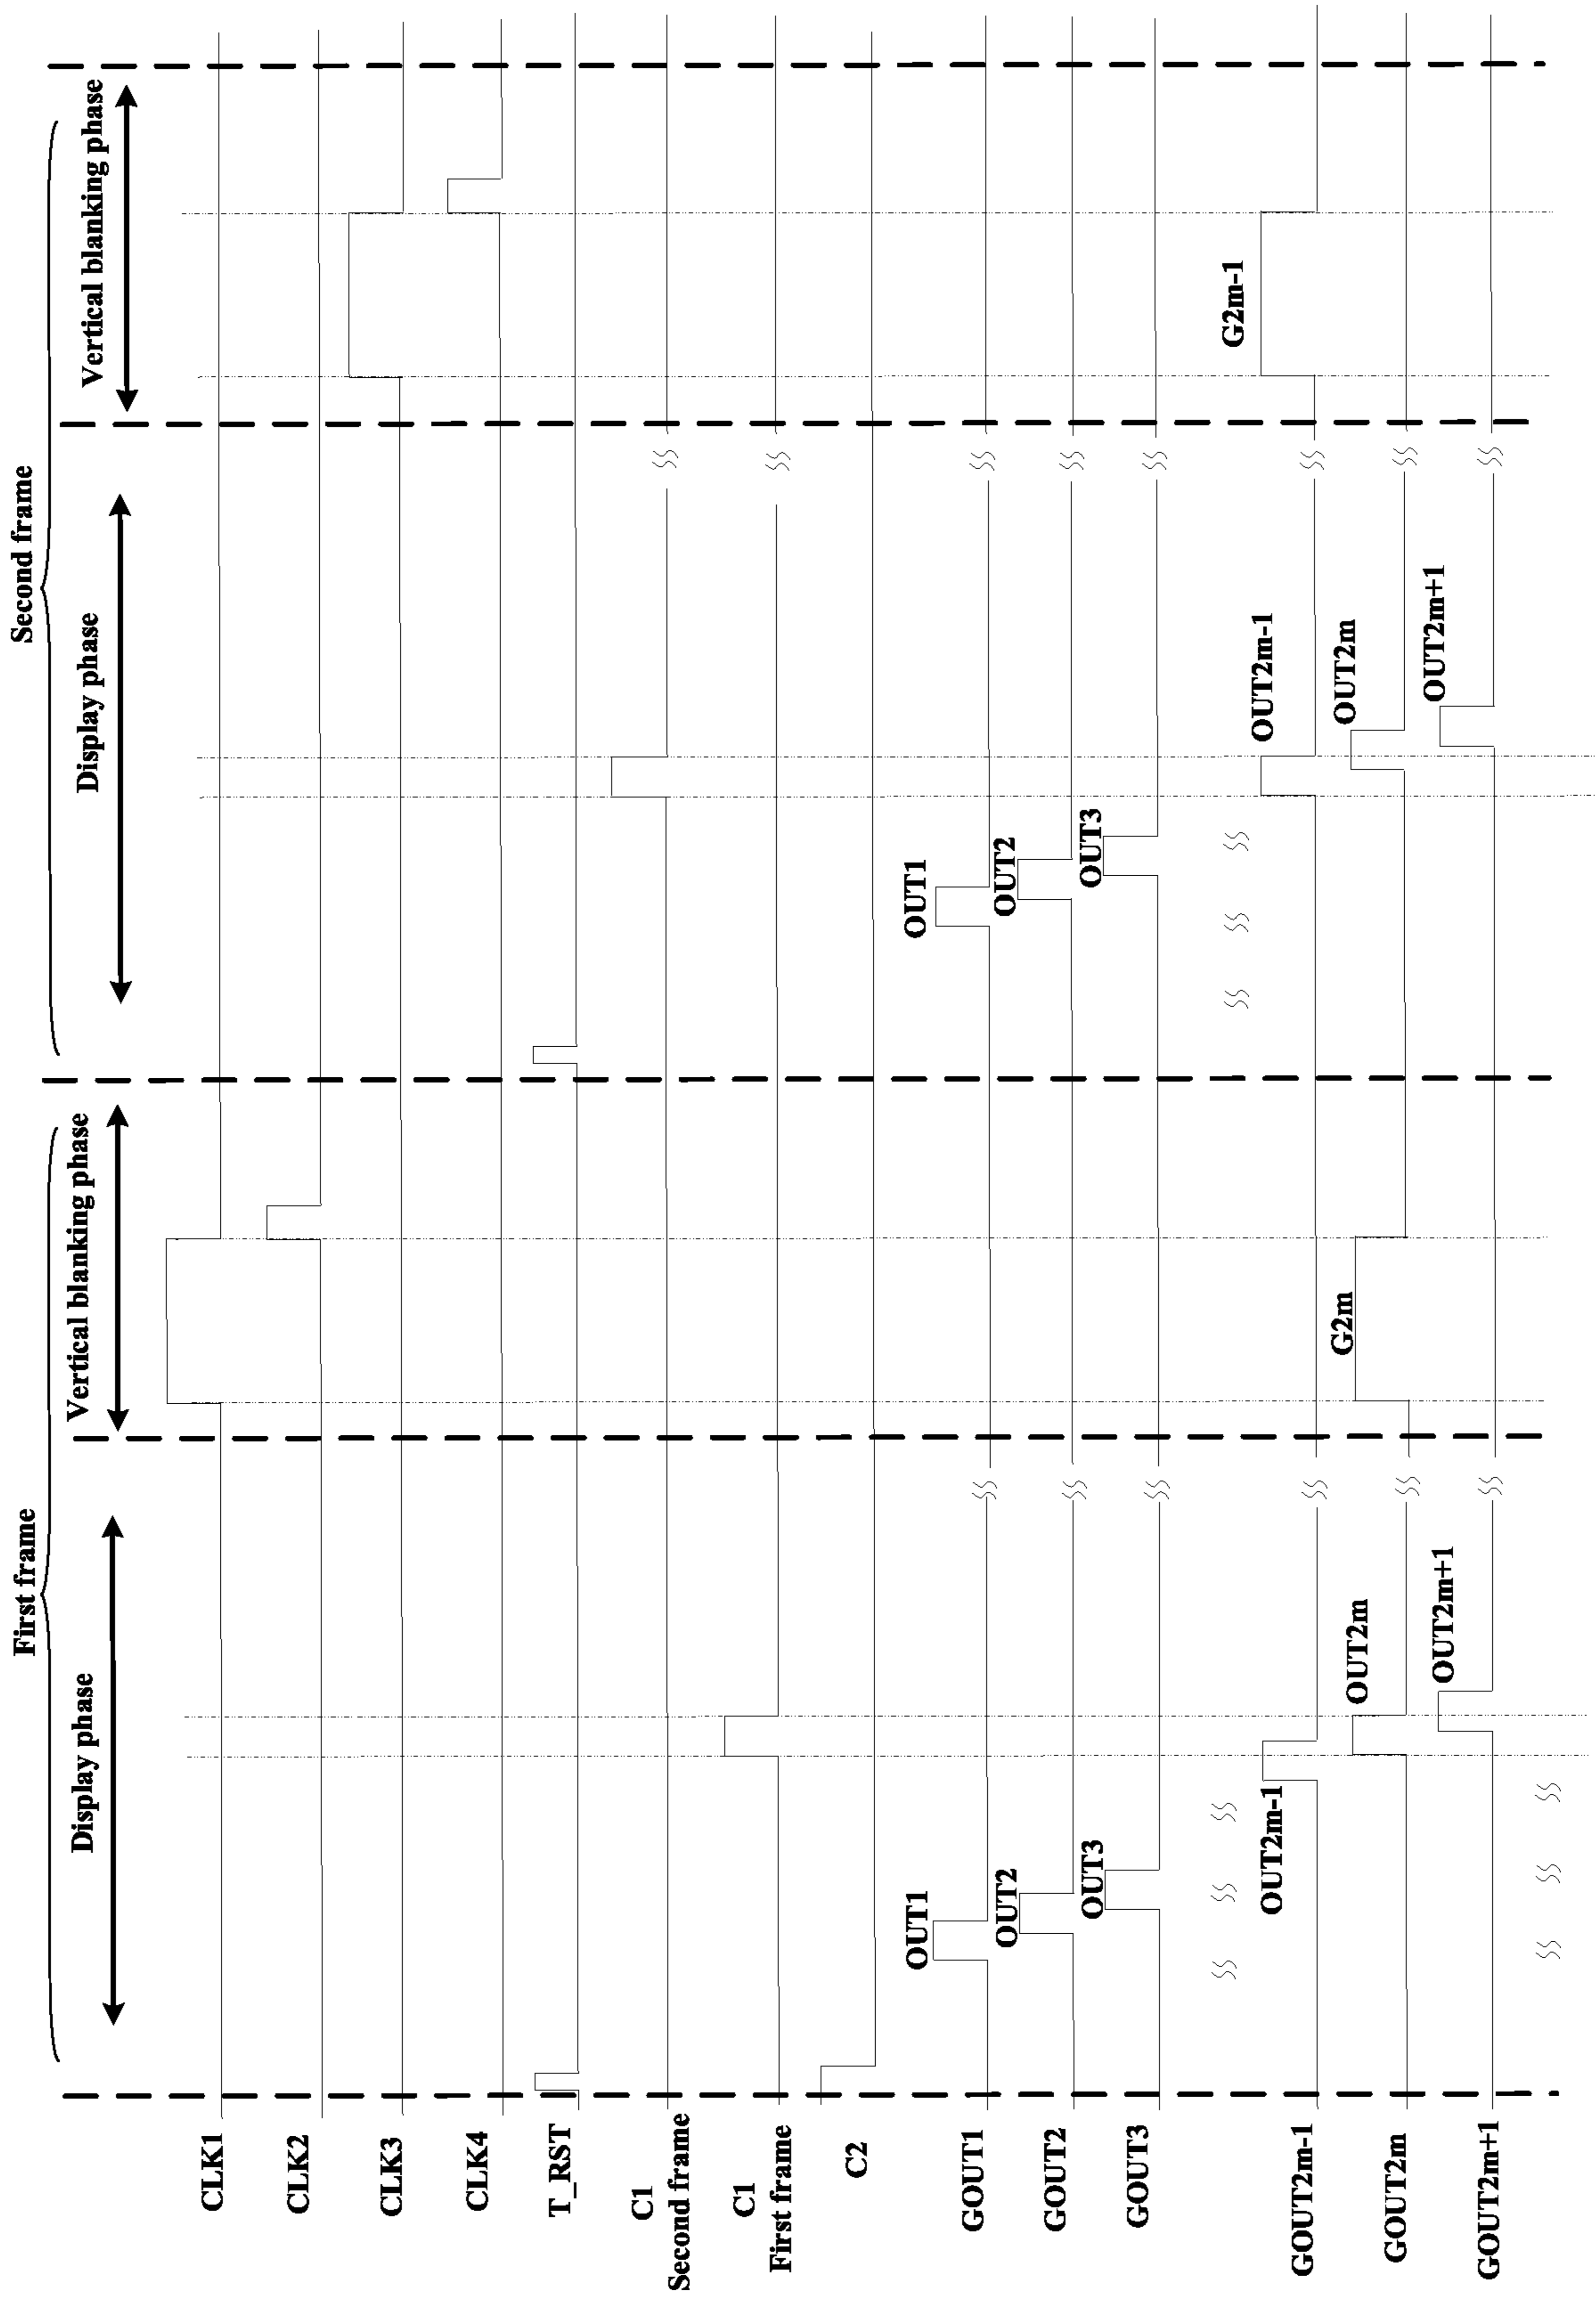 First frame
Second frame
Display phase
Vertical blanking phase
Display phase
Vertical blanking phase
CLK1
CLK2
CLK3
CLK4
T_RST
C1
Second frame
C1
First frame
C2
GOUT1
OUT1
OUT1
GOUT2
OUT2
OUT2
GOUT3
OUT3
OUT3
GOUT2m-1
OUT2m-1
OUT2m-1
G2m-1
GOUT2m
OUT2m
G2m
OUT2m
GOUT2m+1
OUT2m+1
OUT2m+1